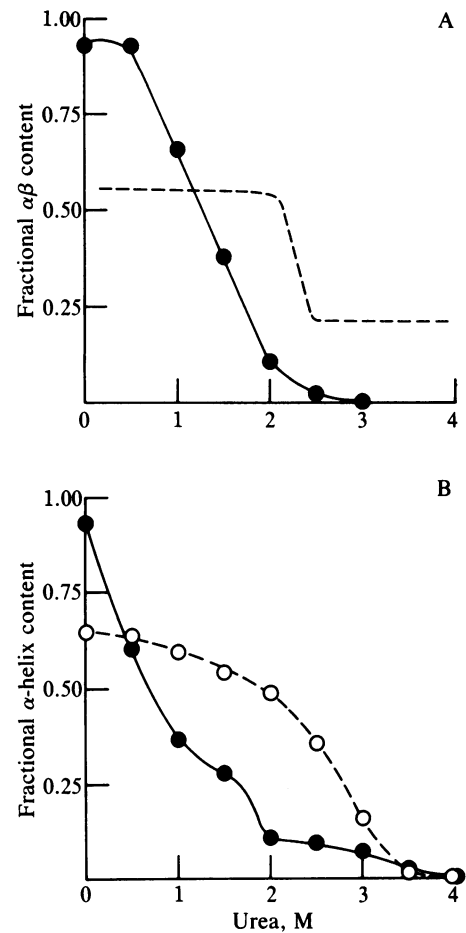 A
1.00
0.75
0.50
0.25
Fractional αβ content
0 1 2 3 4
B
1.00
0.75
0.50
0.25
Fractional α-helix content
0 1 2 3 4
Urea, M